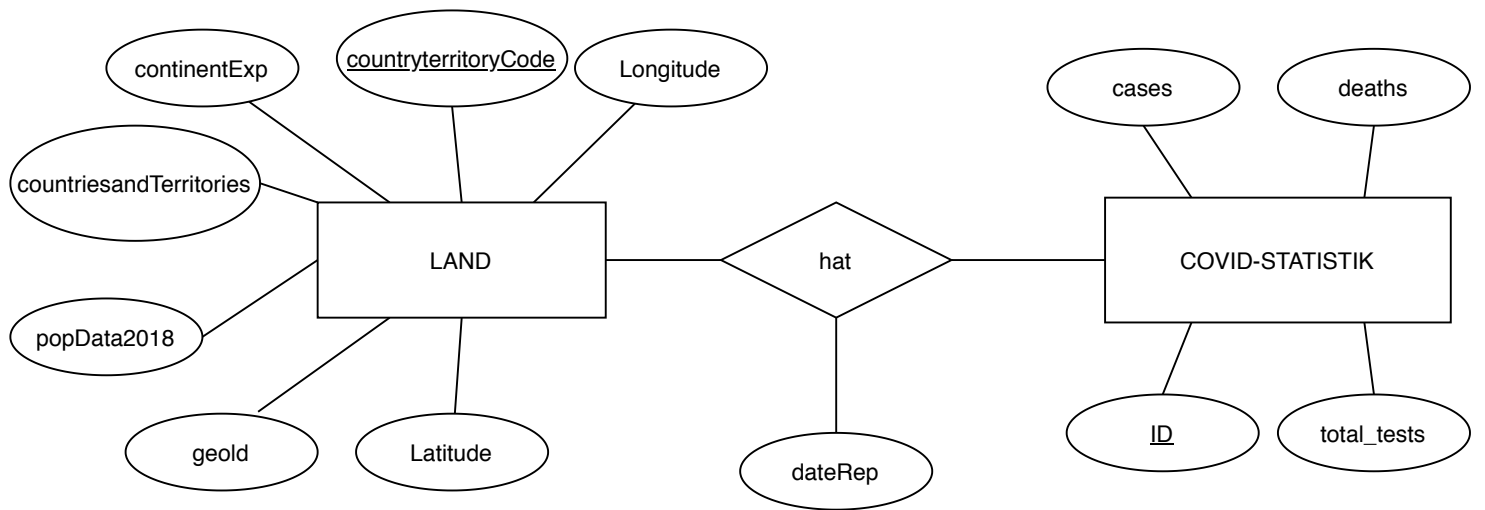 continentExp
countryterritoryCode
Longitude
cases
deaths
countriesandTerritories
LAND
hat
COVID-STATISTIK
popData2018
geoId
Latitude
dateRep
ID
total_tests